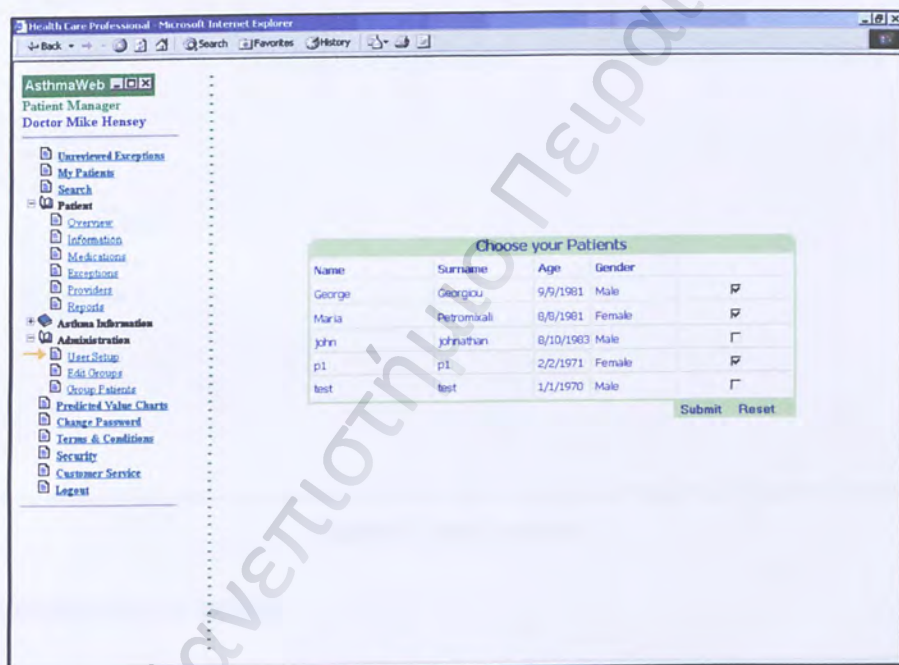 Health Care Professional - Microsoft Internet Explorer
Back Search Favorites History
AsthmaWeb
Patient Manager
Doctor Mike Hensey
Unreviewed Exceptions
My Patients
Search
Patient
Overview
Information
Medications
Exceptions
Providers
Reports
Asthma Information
Administration
User Setup
Edit Groups
Group Patients
Predicted Value Charts
Change Password
Terms & Conditions
Security
Customer Service
Logout
Choose your Patients
Name Surname Age Gender
George Georgiou 9/9/1981 Male
Maria Petromixali 8/8/1981 Female
john johnathan 8/10/1983 Male
p1 p1 2/2/1971 Female
test test 1/1/1970 Male
Submit Reset
ανεπιστήμιο Πειραι